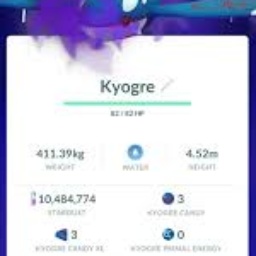 Kyogre
82 / 82 HP
411.39kg
WEIGHT
WATER
4.52m
HEIGHT
10,484,774
STARDUST
3
KYOGRE CANDY
3
KYOGRE CANDY XL
0
KYOGRE PRIMAL ENERGY